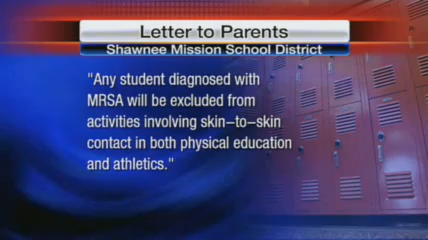 Letter to Parents
Shawnee Mission School District
"Any student diagnosed with
MRSA will be excluded from
activities involving skin-to-skin
contact in both physical education
and athletics."